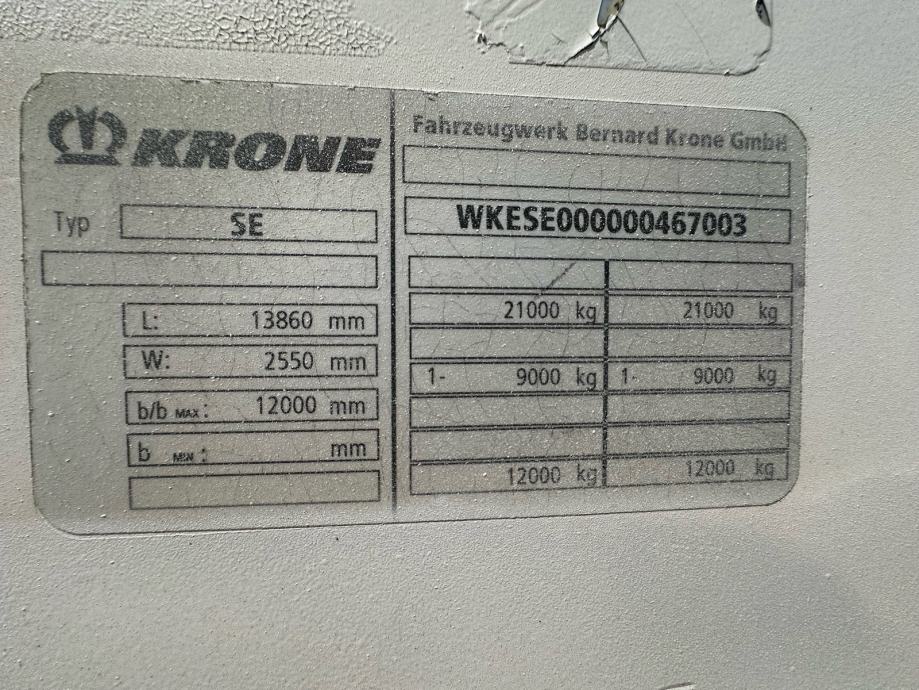 KRONE
Typ SE
L: 13860 mm
W: 2550 mm
b/b MAX: 12000 mm
b MIN: mm
Fahrzeugwerk Bernard Krone GmbH
WKESE000000467003
21000 kg 21000 kg
1- 9000 kg 1- 9000 kg
12000 kg 12000 kg